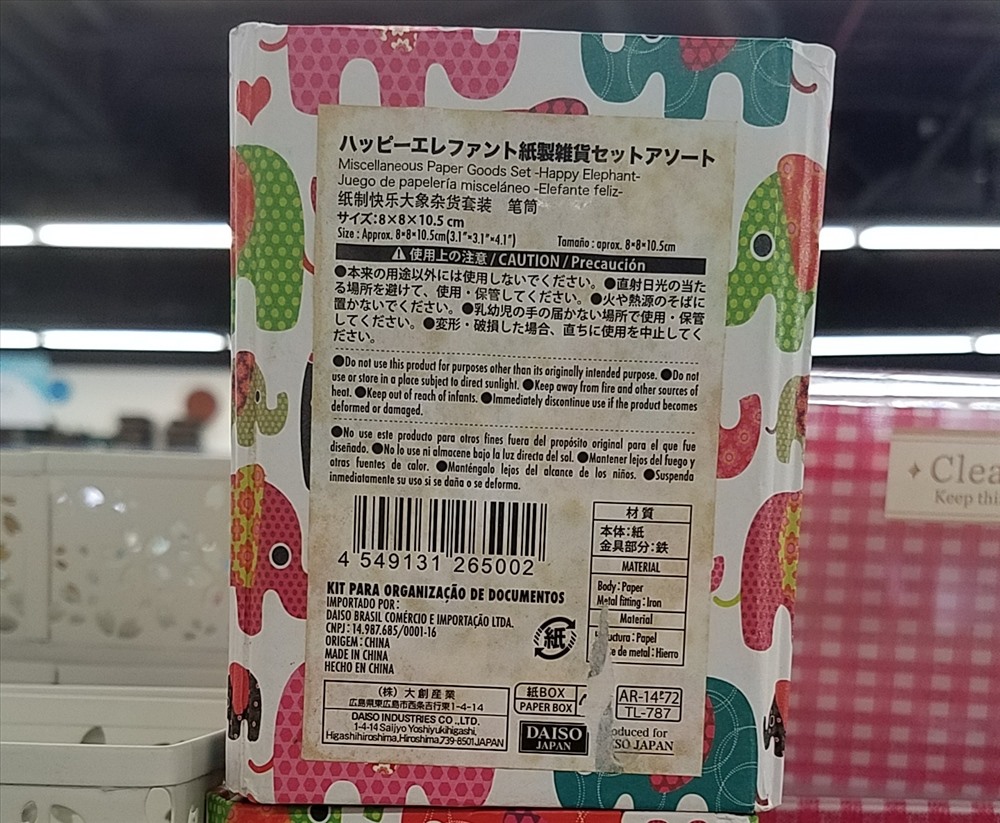 ハッピーエレファント紙製雑貨セットアソート
Miscellaneous Paper Goods Set -Happy Elephant-
Juego de papelería misceláneo -Elefante feliz-
纸制快乐大象杂货套装 笔筒
サイズ:8×8×10.5 cm
Size : Approx. 8×8×10.5cm(3.1"×3.1"×4.1") Tamaño : aprox. 8×8×10.5cm
⚠ 使用上の注意 / CAUTION / Precaución
●本来の用途以外には使用しないでください。●直射日光の当た
る場所を避けて、使用・保管してください。●火や熱源のそばに
置かないでください。●乳幼児の手の届かない場所で使用・保管
してください。●変形・破損した場合、直ちに使用を中止してく
ださい。
●Do not use this product for purposes other than its originally intended purpose. ●Do not
use or store in a place subject to direct sunlight. ●Keep away from fire and other sources of
heat. ●Keep out of reach of infants. ●Immediately discontinue use if the product becomes
deformed or damaged.
●No use este producto para otros fines fuera del propósito original para el que fue
diseñado. ●No lo use ni almacene bajo la luz directa del sol. ●Mantener lejos del fuego y
otras fuentes de calor. ●Manténgalo lejos del alcance de los niños. ●Suspenda
inmediatamente su uso si se daña o se deforma.
4 549131 265002
KIT PARA ORGANIZAÇÃO DE DOCUMENTOS
IMPORTADO POR:
DAISO BRASIL COMÉRCIO E IMPORTAÇÃO LTDA.
CNPJ: 14.987.685/0001-16
ORIGEM: CHINA
MADE IN CHINA
HECHO EN CHINA
紙
材質
本体:紙
金具部分:鉄
MATERIAL
Body : Paper
Metal fitting : Iron
Material
: Papel
de metal : Hierro
(株)大創産業
広島県東広島市西条吉行東1-4-14
DAISO INDUSTRIES CO.,LTD.
1-4-14 Saijyo Yoshiyukihigashi,
Higashihiroshima,Hiroshima,739-8501,JAPAN
紙BOX
PAPER BOX
DAISO
JAPAN
TL-787
for
JAPAN
Keep